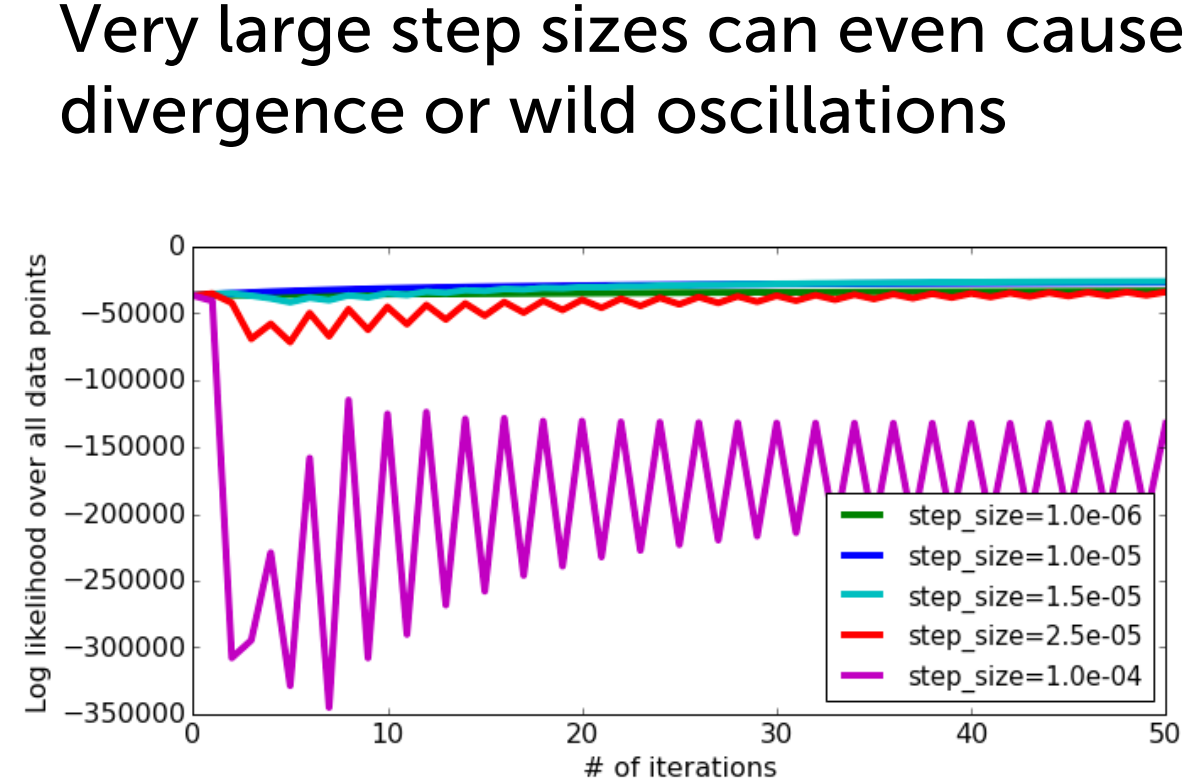 Very large step sizes can even cause
divergence or wild oscillations
0
−50000
−100000
−150000
−200000
−250000
−300000
−350000
Log likelihood over all data points
0 10 20 30 40 50
# of iterations
step_size=1.0e-06
step_size=1.0e-05
step_size=1.5e-05
step_size=2.5e-05
step_size=1.0e-04